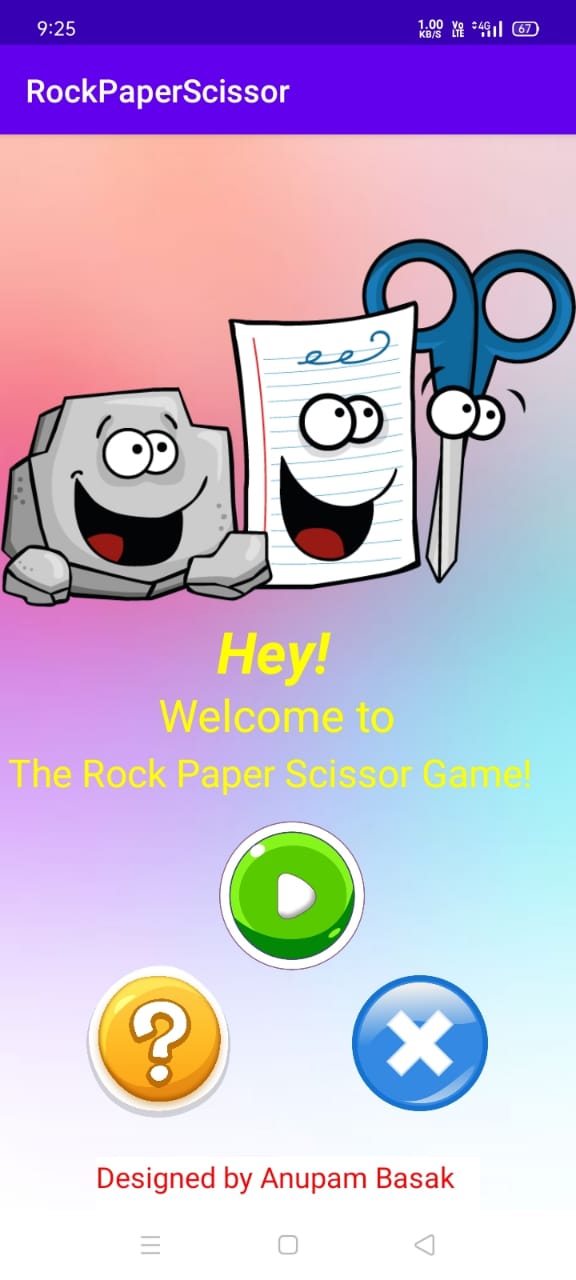 9:25
1.00 KB/S Vo LTE 4G 67
RockPaperScissor
Hey!
Welcome to
The Rock Paper Scissor Game!
?
Designed by Anupam Basak